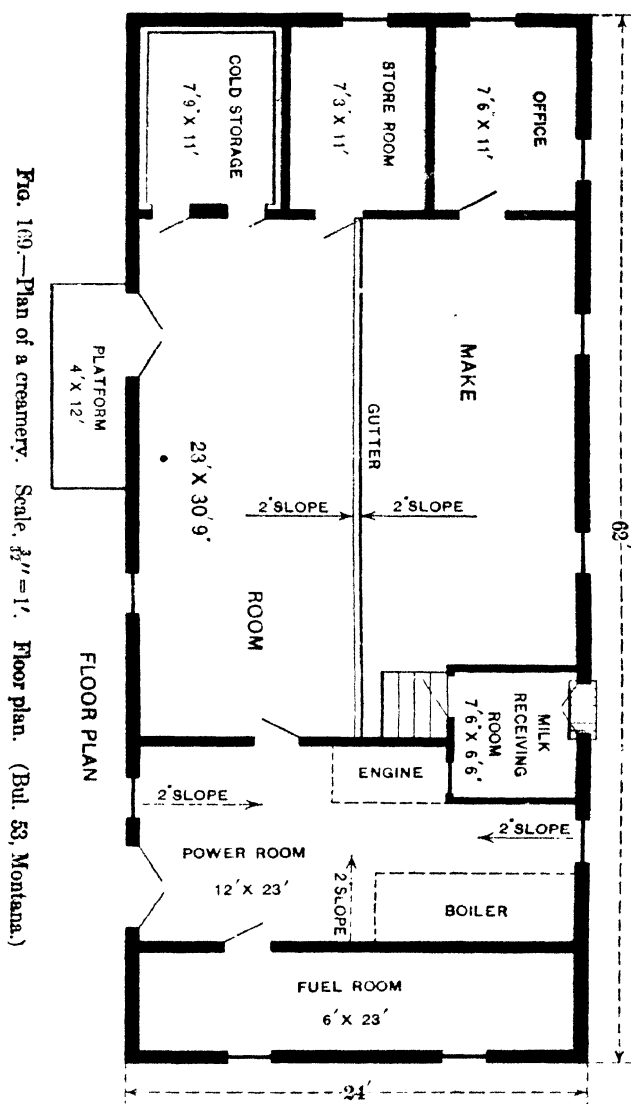 62'
OFFICE
7'6" X 11'
STORE ROOM
7'3" X 11'
COLD STORAGE
7'9" X 11'
MAKE
GUTTER
2" SLOPE
2" SLOPE
23' X 30'9"
ROOM
PLATFORM
4' X 12'
MILK
RECEIVING
ROOM
7'6" X 6'6"
ENGINE
2" SLOPE
2" SLOPE
POWER ROOM
12' X 23'
2" SLOPE
BOILER
FUEL ROOM
6' X 23'
24'
FLOOR PLAN
FIG. 169.—Plan of a creamery. Scale, 3/32" = 1'. Floor plan. (Bul. 53, Montana.)